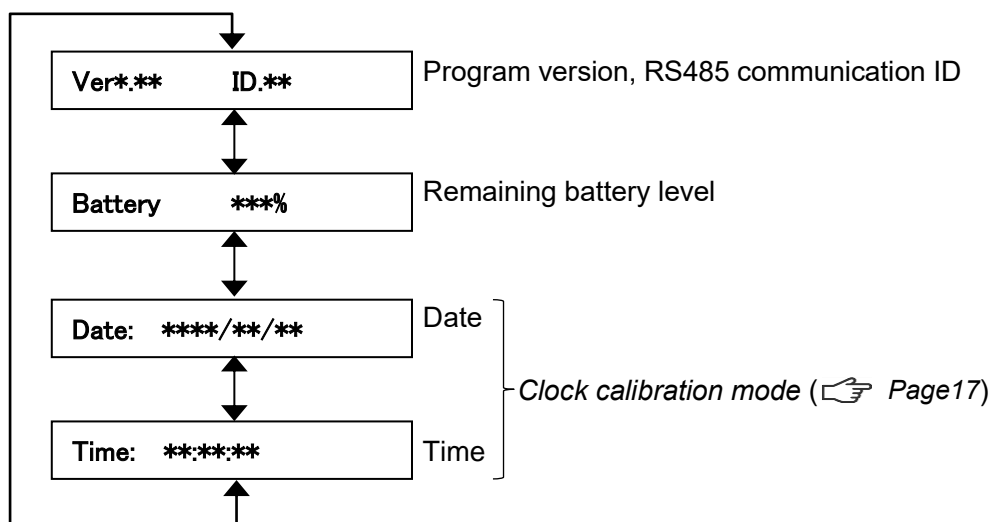 Ver*.** ID.** Program version, RS485 communication ID
Battery ***% Remaining battery level
Date: ****/**/** Date
Clock calibration mode (☞ Page17)
Time: **:**:** Time